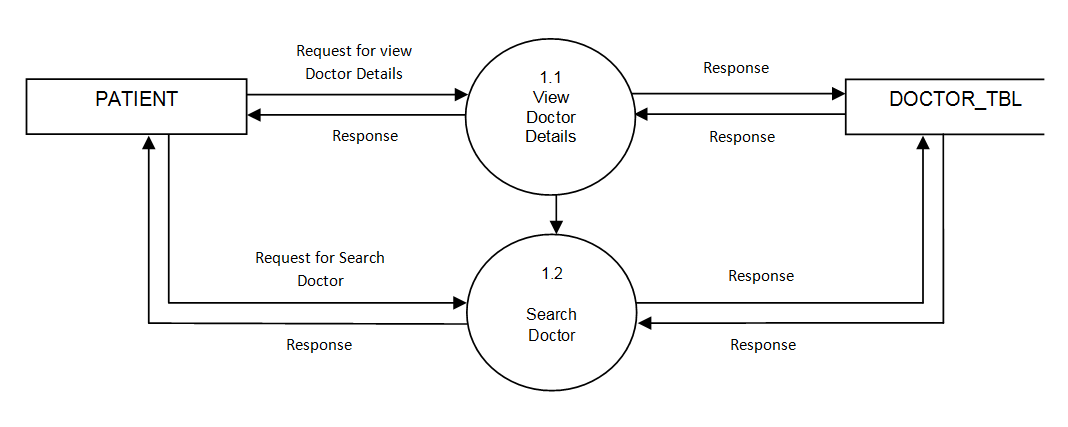 Request for view
Doctor Details
Response
PATIENT
1.1
View
Doctor
Details
DOCTOR_TBL
Response
Response
Request for Search
Doctor
1.2
Search
Doctor
Response
Response
Response